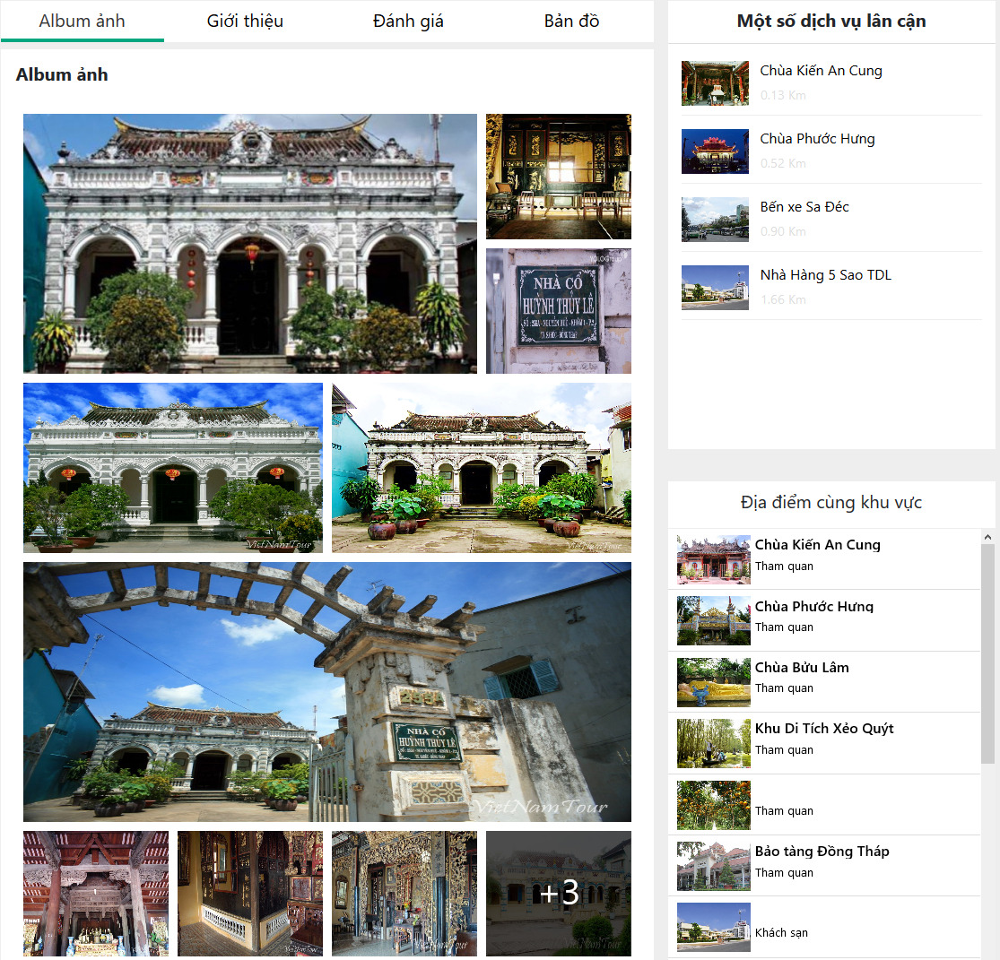 Album ảnh
Giới thiệu
Đánh giá
Bản đồ
Album ảnh
YOLOGroup
NHÀ CỔ
HUỲNH THỦY LÊ
VietNamTour
VietNamTour
NHÀ CỔ
HUỲNH THỦY LÊ
VietNamTour
VietNamTour
VietNamTour
+3
VietNamTour
Một số dịch vụ lân cận
Chùa Kiến An Cung
0.13 Km
Chùa Phước Hưng
0.52 Km
Bến xe Sa Đéc
0.90 Km
Nhà Hàng 5 Sao TDL
1.66 Km
Địa điểm cùng khu vực
Chùa Kiến An Cung
Tham quan
Chùa Phước Hưng
Tham quan
Chùa Bửu Lâm
Tham quan
Khu Di Tích Xẻo Quýt
Tham quan
Tham quan
Bảo tàng Đồng Tháp
Tham quan
Khách sạn